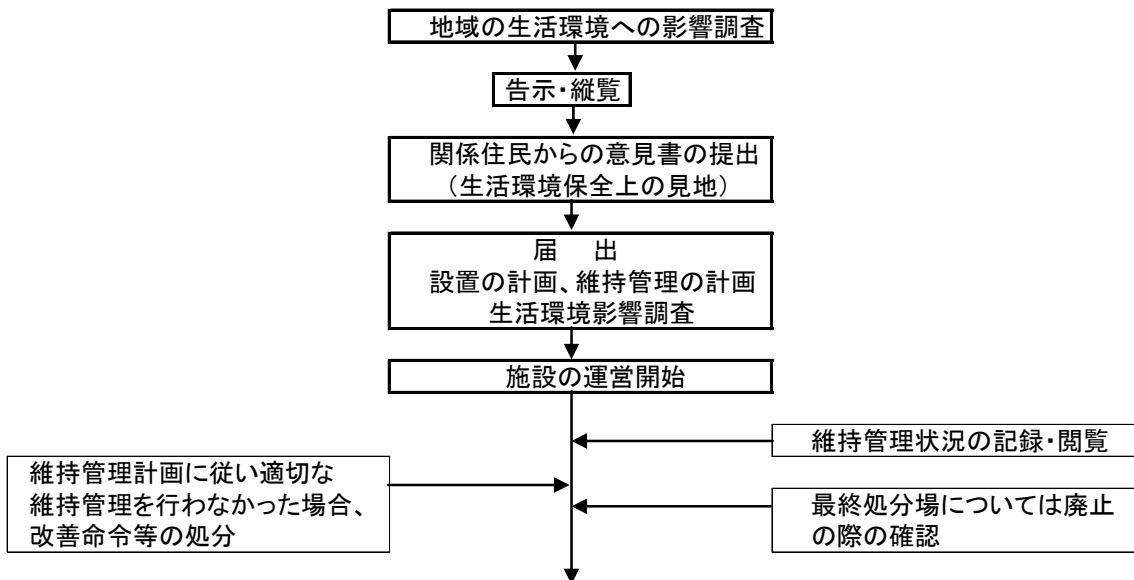 地域の生活環境への影響調査
告示・縦覧
関係住民からの意見書の提出
（生活環境保全上の見地）
届　出
設置の計画、維持管理の計画
生活環境影響調査
施設の運営開始
維持管理状況の記録・閲覧
維持管理計画に従い適切な
維持管理を行わなかった場合、
改善命令等の処分
最終処分場については廃止
の際の確認